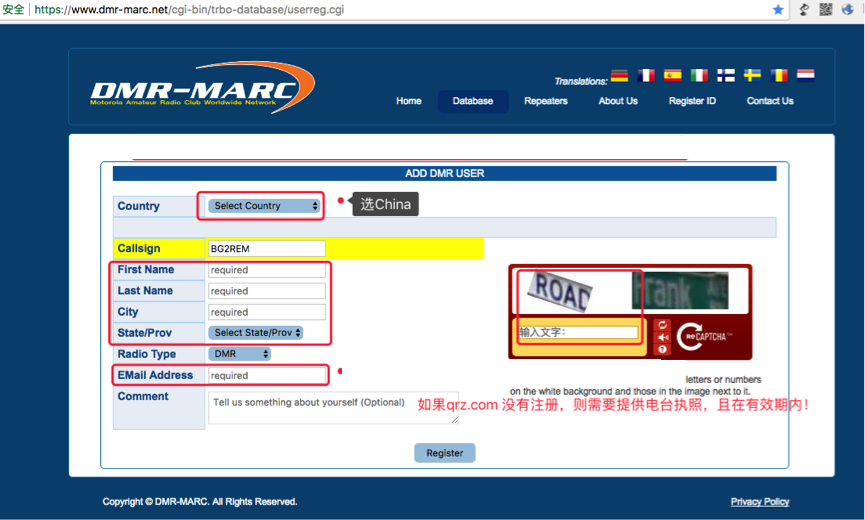 安全 | https://www.dmr-marc.net/cgi-bin/trbo-database/userreg.cgi
DMR-MARC
Motorola Amateur Radio Club Worldwide Network
Translations:
Home Database Repeaters About Us Register ID Contact Us
ADD DMR USER
Country Select Country 选China
Callsign BG2REM
First Name required
Last Name required
City required
State/Prov Select State/Prov
Radio Type DMR
EMail Address required
Comment Tell us something about yourself (Optional)
ROAD Frank AVE
输入文字:
reCAPTCHA™
letters or numbers
on the white background and those in the image next to it.
如果qrz.com 没有注册，则需要提供电台执照，且在有效期内！
Register
Copyright © DMR-MARC. All Rights Reserved.
Privacy Policy